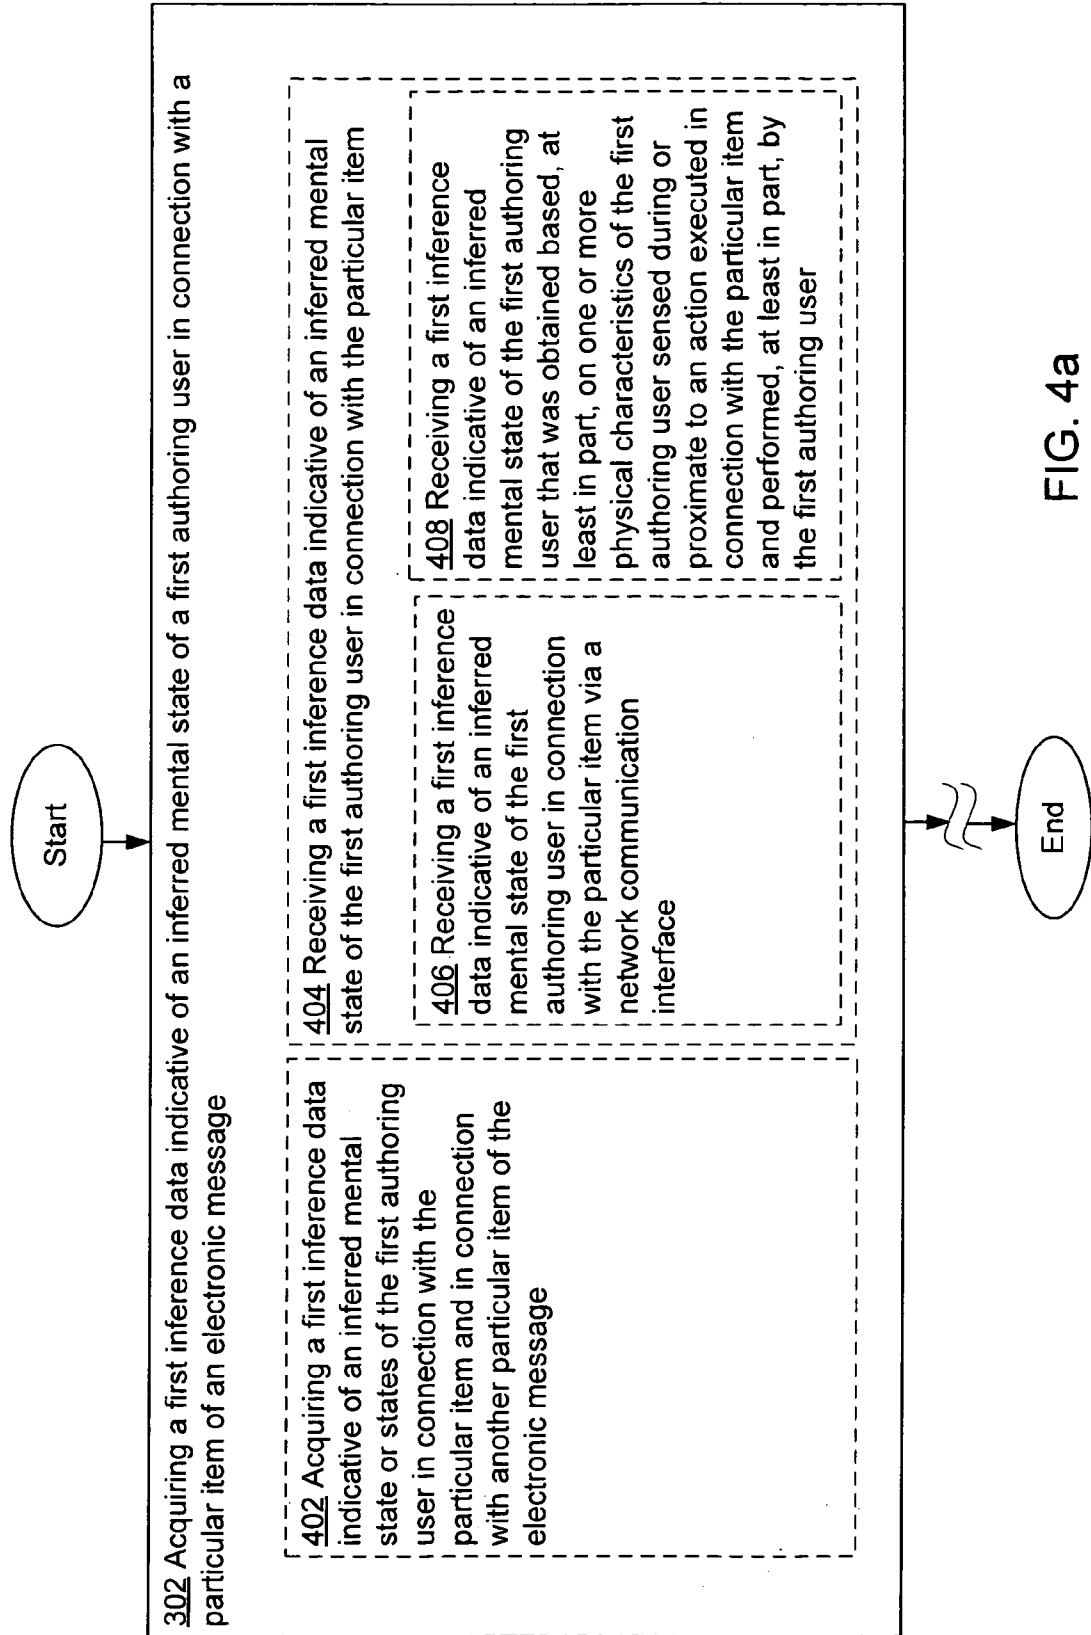 Start
302 Acquiring a first inference data indicative of an inferred mental state of a first authoring user in connection with a
particular item of an electronic message
402 Acquiring a first inference data
indicative of an inferred mental
state or states of the first authoring
user in connection with the
particular item and in connection
with another particular item of the
electronic message
404 Receiving a first inference data indicative of an inferred mental
state of the first authoring user in connection with the particular item
406 Receiving a first inference
data indicative of an inferred
mental state of the first
authoring user in connection
with the particular item via a
network communication
interface
408 Receiving a first inference
data indicative of an inferred
mental state of the first authoring
user that was obtained based, at
least in part, on one or more
physical characteristics of the first
authoring user sensed during or
proximate to an action executed in
connection with the particular item
and performed, at least in part, by
the first authoring user
End
FIG. 4a